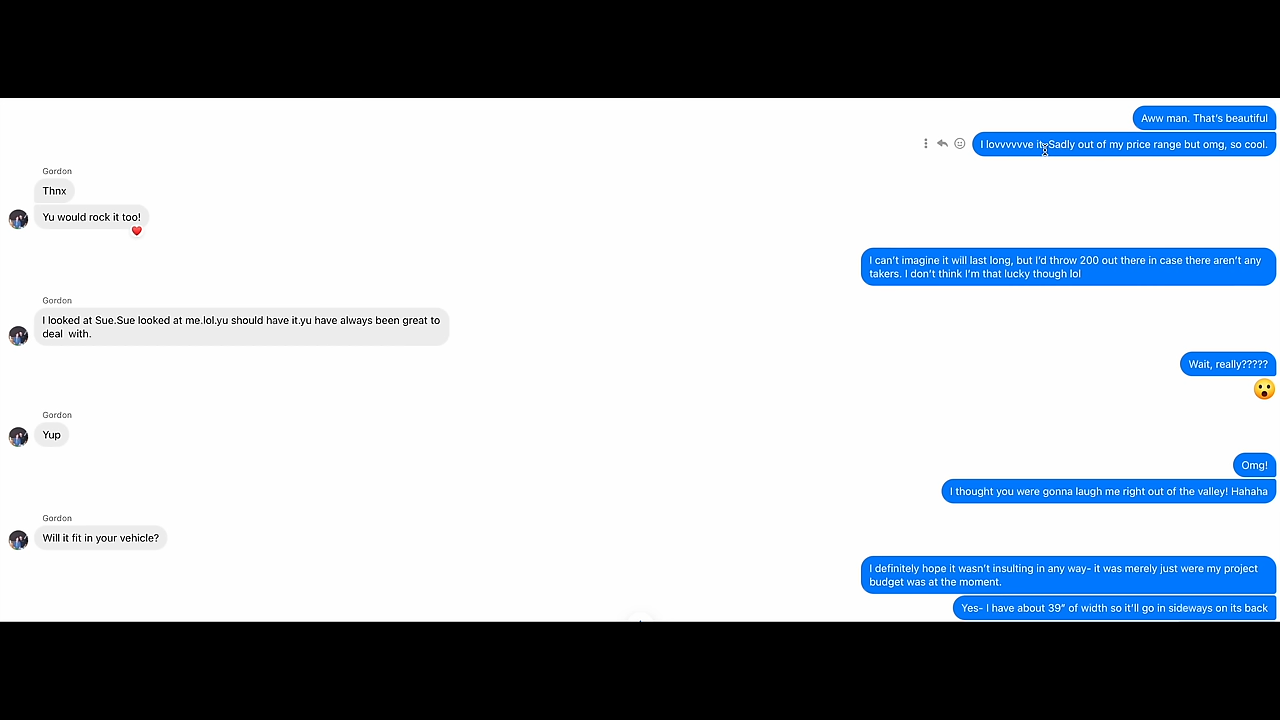 Aww man. That's beautiful
I lovvvvvve it. Sadly out of my price range but omg, so cool.
Gordon
Thnx
Yu would rock it too!
I can't imagine it will last long, but I'd throw 200 out there in case there aren't any
takers. I don't think I'm that lucky though lol
Gordon
I looked at Sue.Sue looked at me.lol.yu should have it.yu have always been great to
deal with.
Wait, really?????
Gordon
Yup
Omg!
I thought you were gonna laugh me right out of the valley! Hahaha
Gordon
Will it fit in your vehicle?
I definitely hope it wasn't insulting in any way- it was merely just were my project
budget was at the moment.
Yes- I have about 39” of width so it'll go in sideways on its back